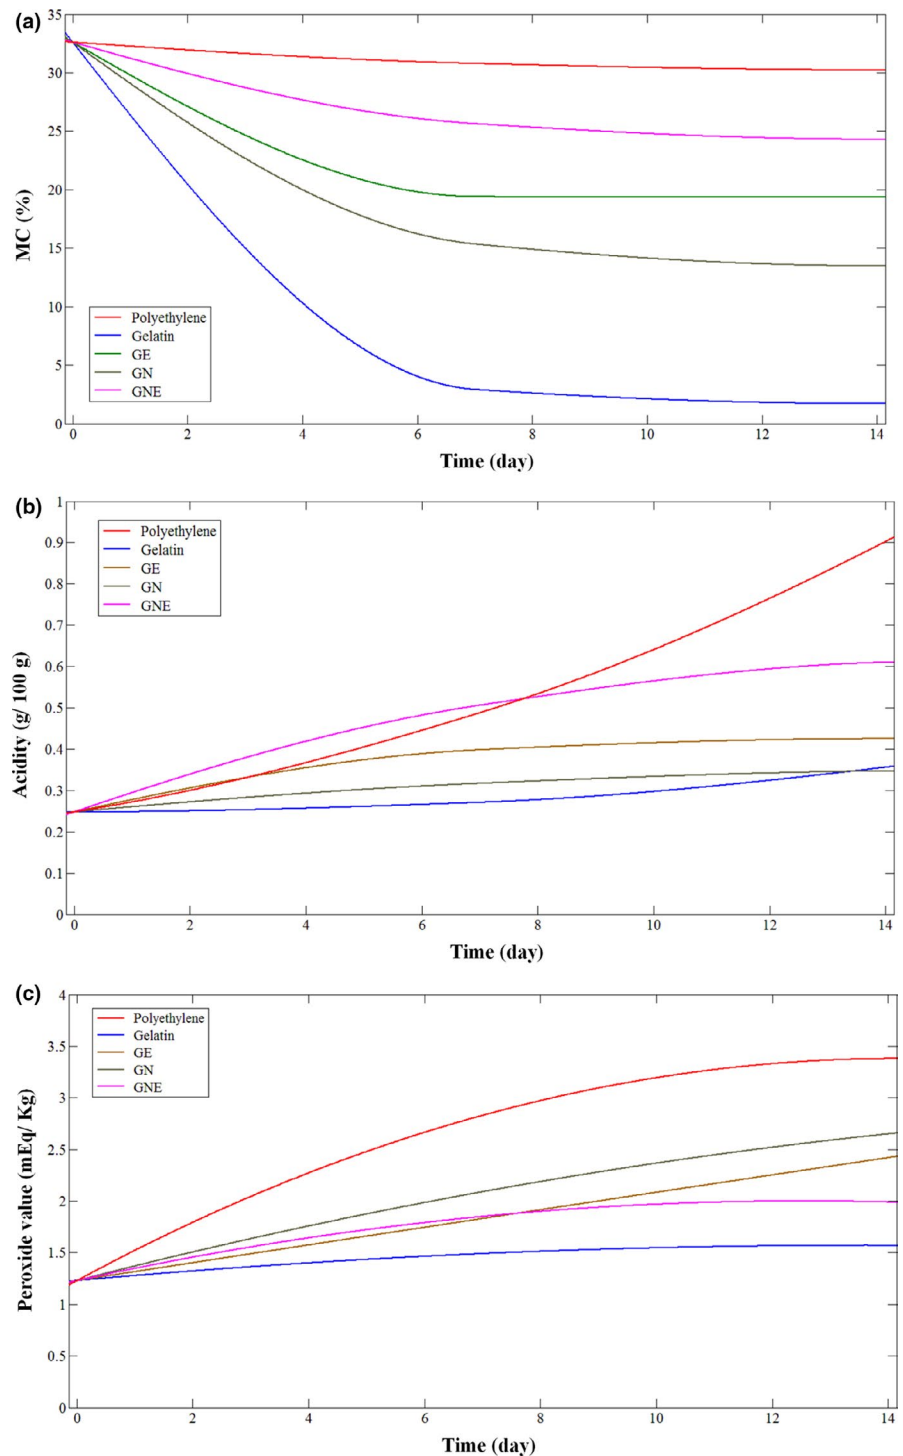 (a)
35
30
25
20
15
10
5
0
MC (%)
Polyethylene
Gelatin
GE
GN
GNE
0 2 4 6 8 10 12 14
Time (day)
(b)
1
0.9
0.8
0.7
0.6
0.5
0.4
0.3
0.2
0.1
0
Acidity (g/ 100 g)
Polyethylene
Gelatin
GE
GN
GNE
0 2 4 6 8 10 12 14
Time (day)
(c)
4
3.5
3
2.5
2
1.5
1
0.5
0
Peroxide value (mEq/ Kg)
Polyethylene
Gelatin
GE
GN
GNE
0 2 4 6 8 10 12 14
Time (day)